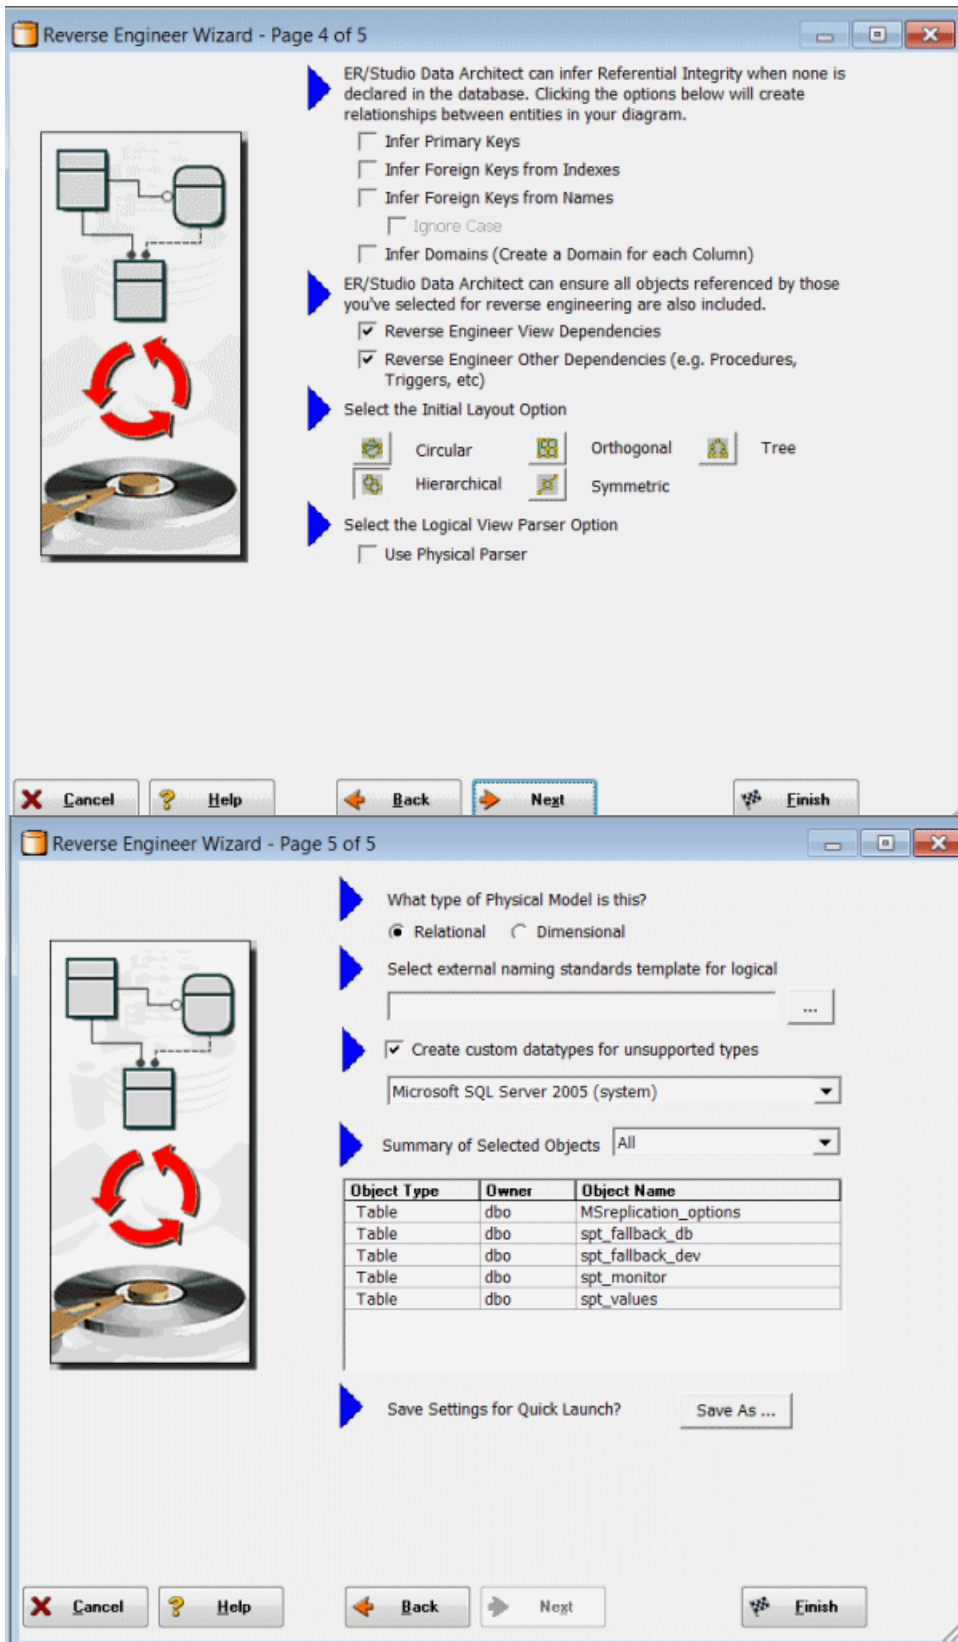 Reverse Engineer Wizard - Page 4 of 5
ER/Studio Data Architect can infer Referential Integrity when none is
declared in the database. Clicking the options below will create
relationships between entities in your diagram.
Infer Primary Keys
Infer Foreign Keys from Indexes
Infer Foreign Keys from Names
Ignore Case
Infer Domains (Create a Domain for each Column)
ER/Studio Data Architect can ensure all objects referenced by those
you've selected for reverse engineering are also included.
Reverse Engineer View Dependencies
Reverse Engineer Other Dependencies (e.g. Procedures,
Triggers, etc)
Select the Initial Layout Option
Circular Orthogonal Tree
Hierarchical Symmetric
Select the Logical View Parser Option
Use Physical Parser
Cancel Help Back Next Finish
Reverse Engineer Wizard - Page 5 of 5
What type of Physical Model is this?
Relational Dimensional
Select external naming standards template for logical
...
Create custom datatypes for unsupported types
Microsoft SQL Server 2005 (system)
Summary of Selected Objects All
Object Type Owner Object Name
Table dbo MSreplication_options
Table dbo spt_fallback_db
Table dbo spt_fallback_dev
Table dbo spt_monitor
Table dbo spt_values
Save Settings for Quick Launch? Save As ...
Cancel Help Back Next Finish